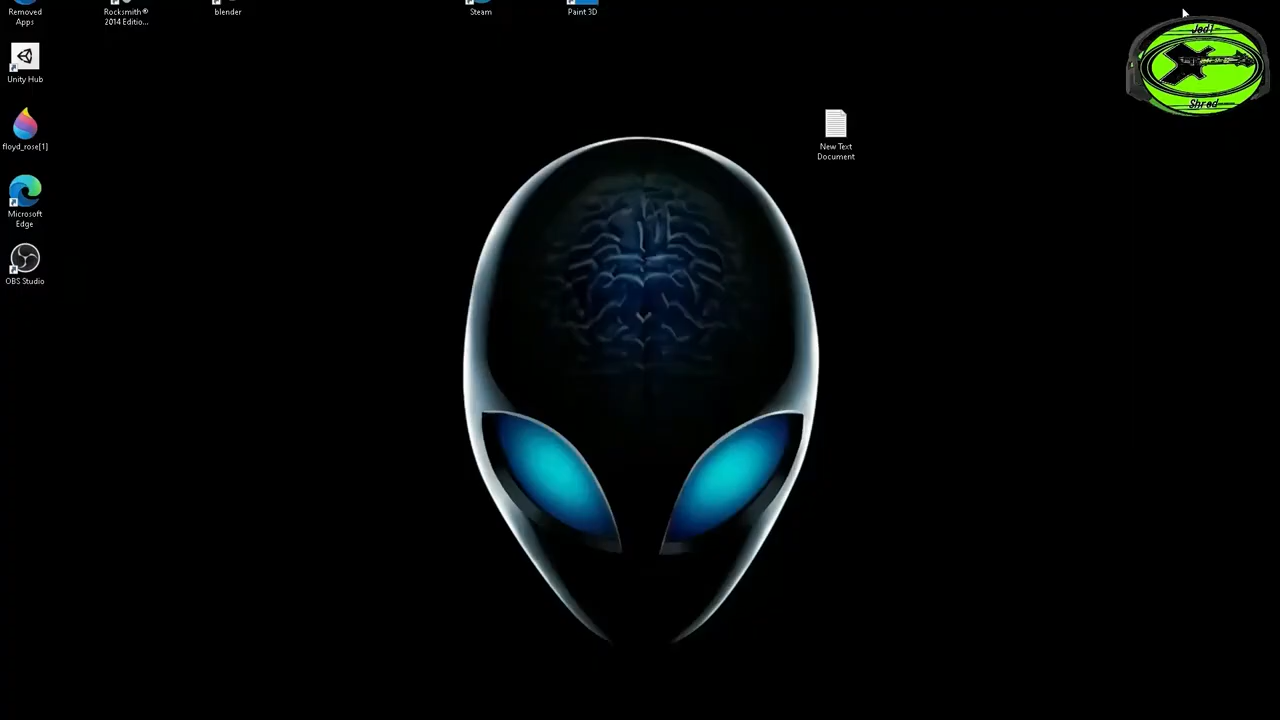 Removed
Apps
Rocksmith®
2014 Editio...
blender
Steam
Paint 3D
Unity Hub
floyd_rose[1]
Microsoft
Edge
OBS Studio
New Text
Document
Jedi
Shred